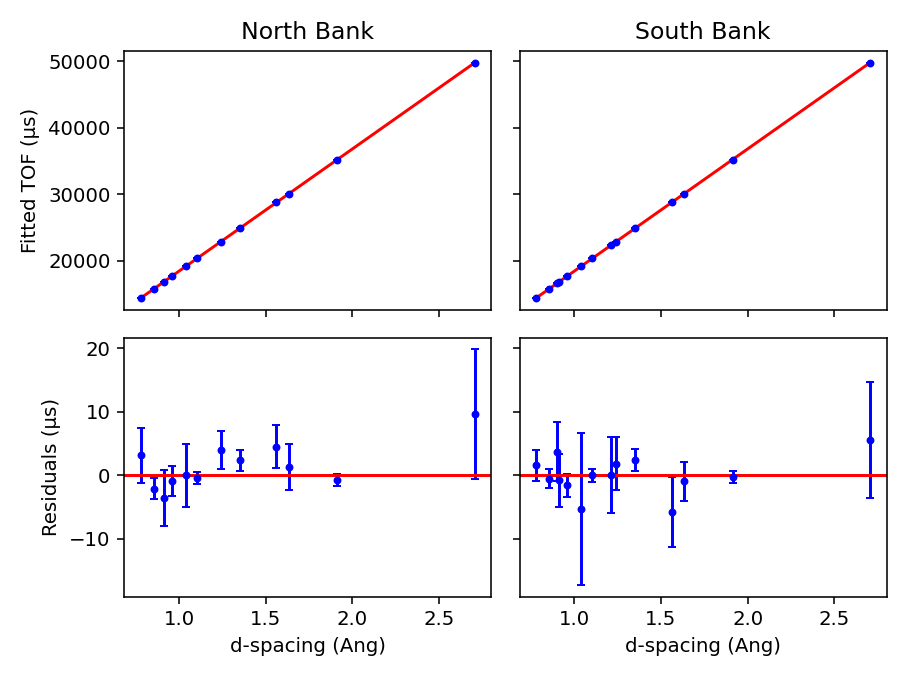 North Bank
South Bank
Fitted TOF (µs)
50000
40000
30000
20000
Residuals (µs)
20
10
0
−10
1.0 1.5 2.0 2.5
d-spacing (Ang)
1.0 1.5 2.0 2.5
d-spacing (Ang)